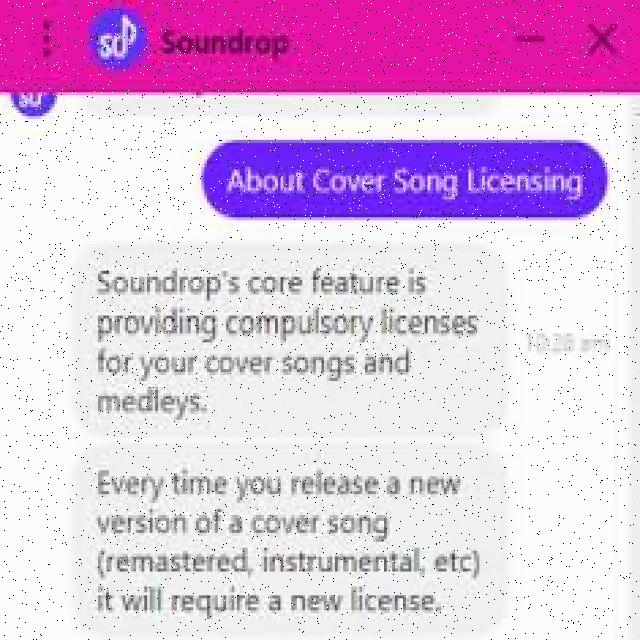 Soundrop
About Cover Song Licensing
Soundrop's core feature is
providing compulsory licenses
for your cover songs and
medleys.
10:28 am
Every time you release a new
version of a cover song
(remastered, instrumental, etc)
it will require a new license.